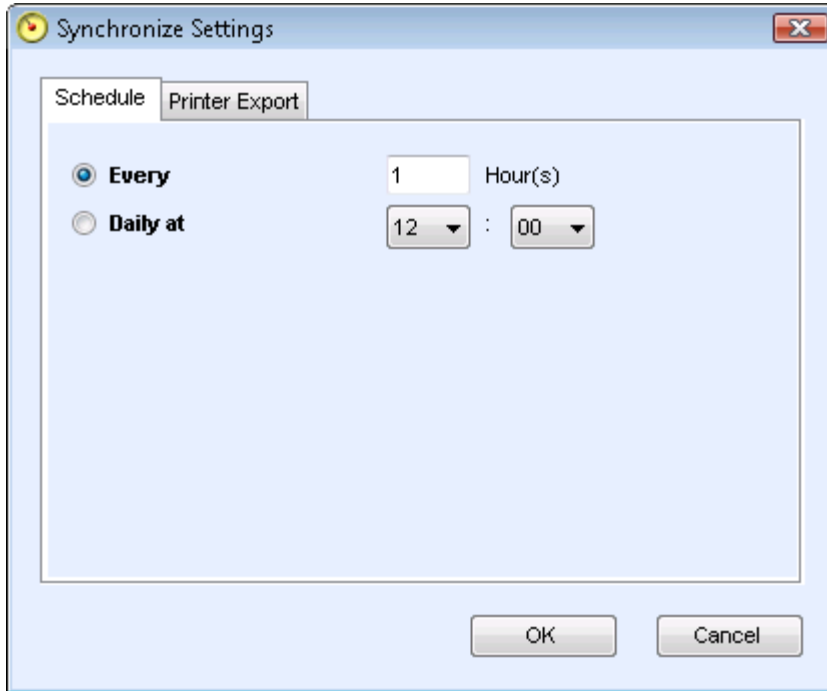 Synchronize Settings
Schedule Printer Export
Every 1 Hour(s)
Daily at 12 : 00
OK Cancel